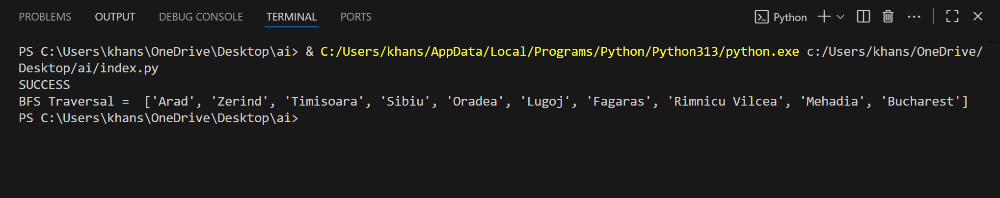 PROBLEMS OUTPUT DEBUG CONSOLE TERMINAL PORTS Python
PS C:\Users\khans\OneDrive\Desktop\ai> & C:/Users/khans/AppData/Local/Programs/Python/Python313/python.exe c:/Users/khans/OneDrive/
Desktop/ai/index.py
SUCCESS
BFS Traversal =  ['Arad', 'Zerind', 'Timisoara', 'Sibiu', 'Oradea', 'Lugoj', 'Fagaras', 'Rimnicu Vilcea', 'Mehadia', 'Bucharest']
PS C:\Users\khans\OneDrive\Desktop\ai>